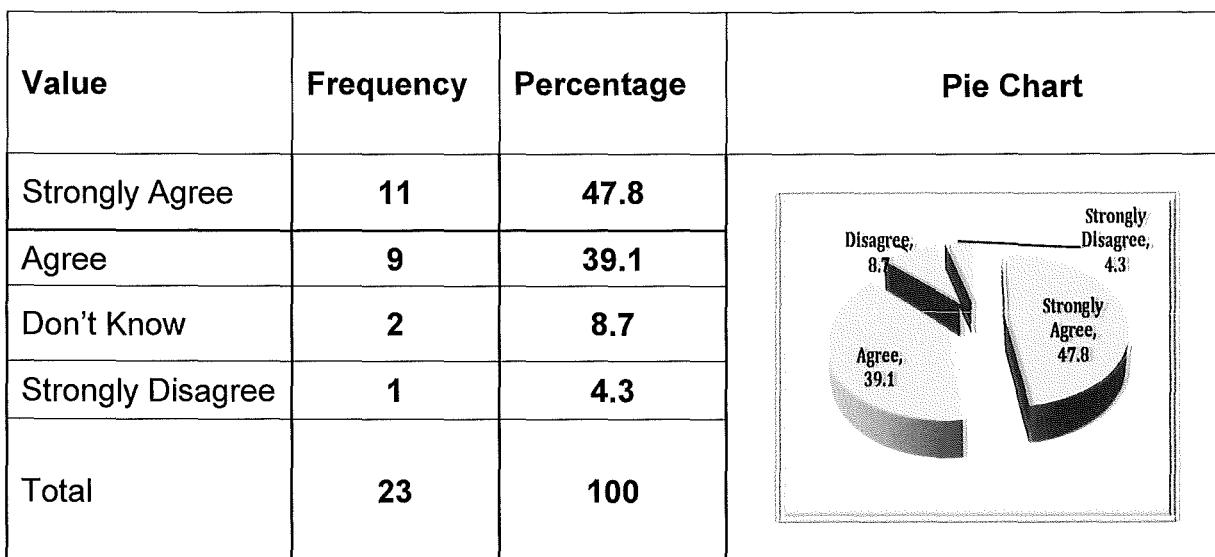 Value Frequency Percentage Pie Chart
Strongly Agree 11 47.8
Agree 9 39.1
Don't Know 2 8.7
Strongly Disagree 1 4.3
Total 23 100
Disagree,
8.7
Strongly
Disagree,
4.3
Strongly
Agree,
47.8
Agree,
39.1